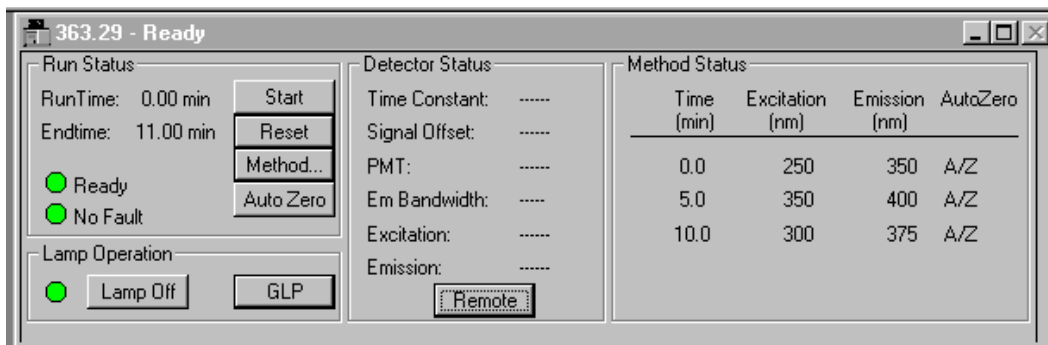 363.29 - Ready
Run Status
RunTime: 0.00 min
Start
Endtime: 11.00 min
Reset
Method...
Ready
Auto Zero
No Fault
Lamp Operation
Lamp Off
GLP
Detector Status
Time Constant: ------
Signal Offset: ------
PMT: ------
Em Bandwidth: -----
Excitation: ------
Emission: ------
Remote
Method Status
Time (min) Excitation (nm) Emission (nm) AutoZero
0.0 250 350 A/Z
5.0 350 400 A/Z
10.0 300 375 A/Z